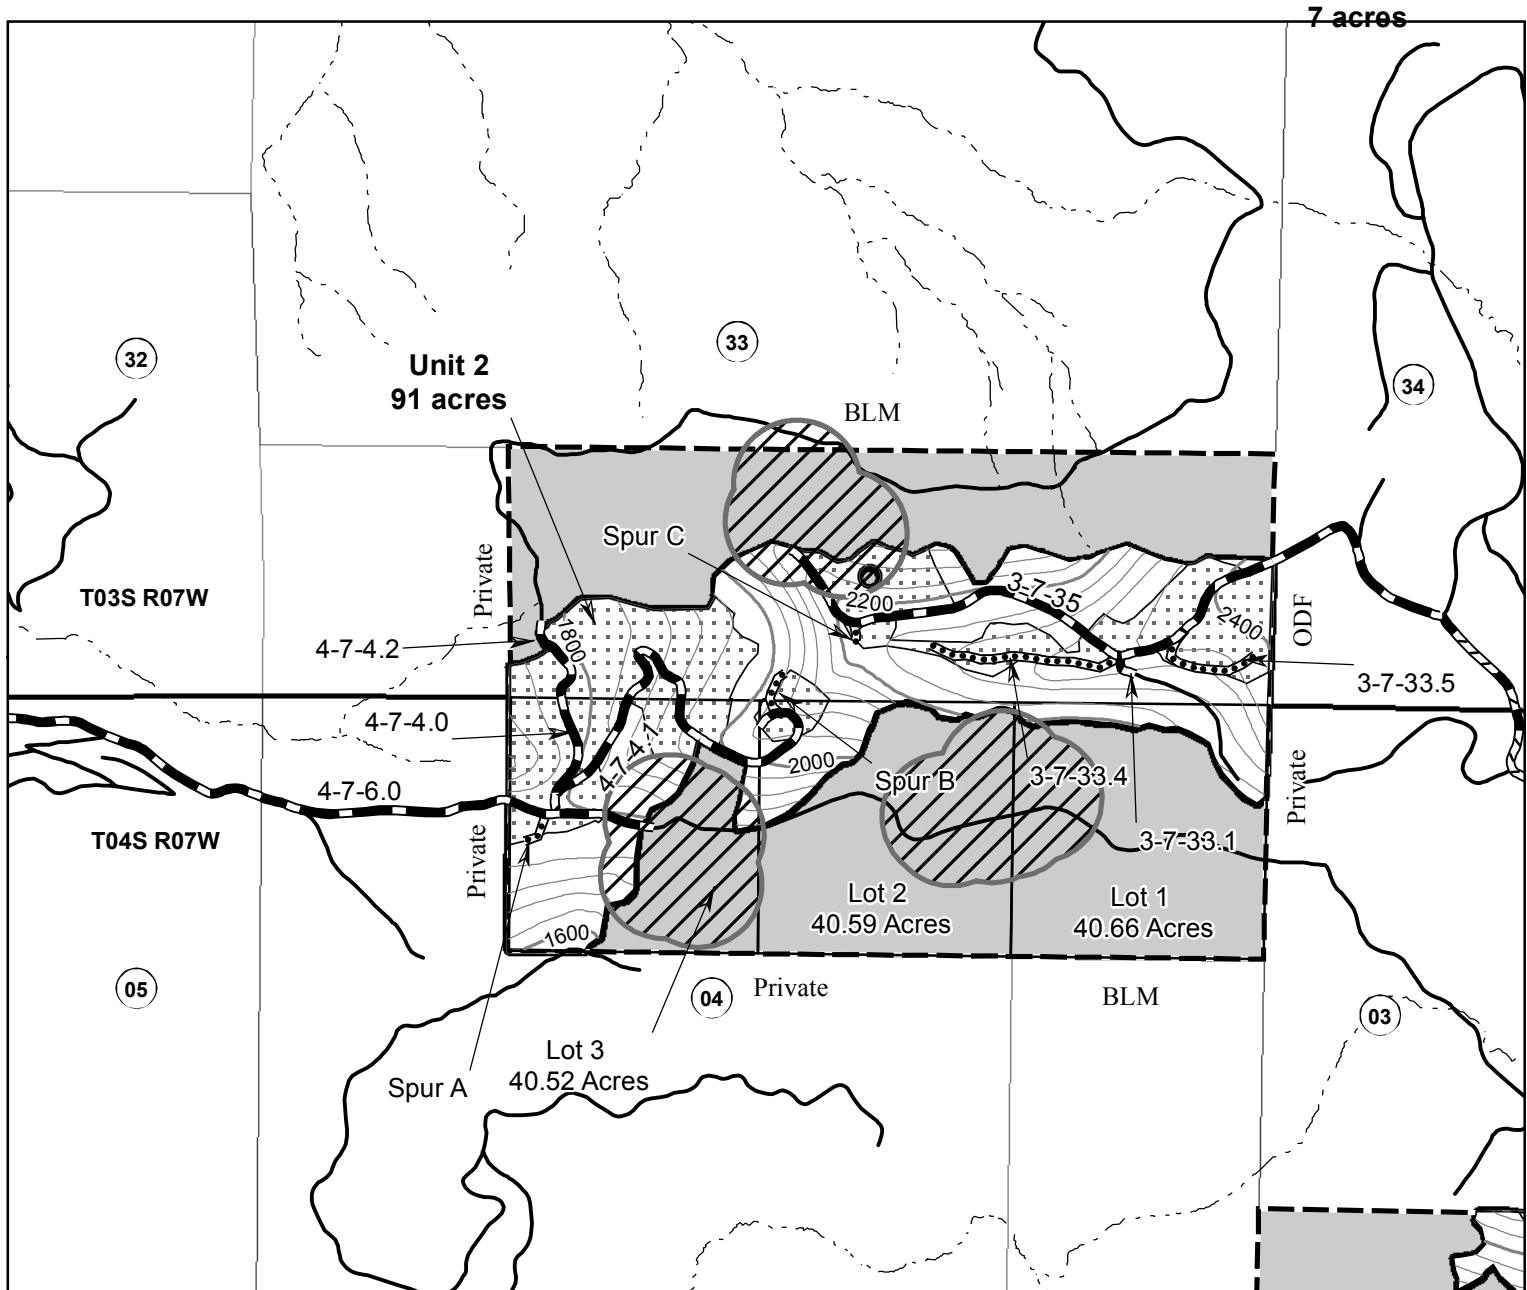 7 acres
33
32
Unit 2
91 acres
34
BLM
Spur C
Private
T03S R07W
3-7-35
2200
2400
ODF
1800
4-7-4.2
3-7-33.5
4-7-4.0
4-7-4.1
2000
Spur B
3-7-33.4
Private
4-7-6.0
T04S R07W
3-7-33.1
Private
Lot 2
40.59 Acres
Lot 1
40.66 Acres
1600
05
04
Private
BLM
03
Lot 3
40.52 Acres
Spur A